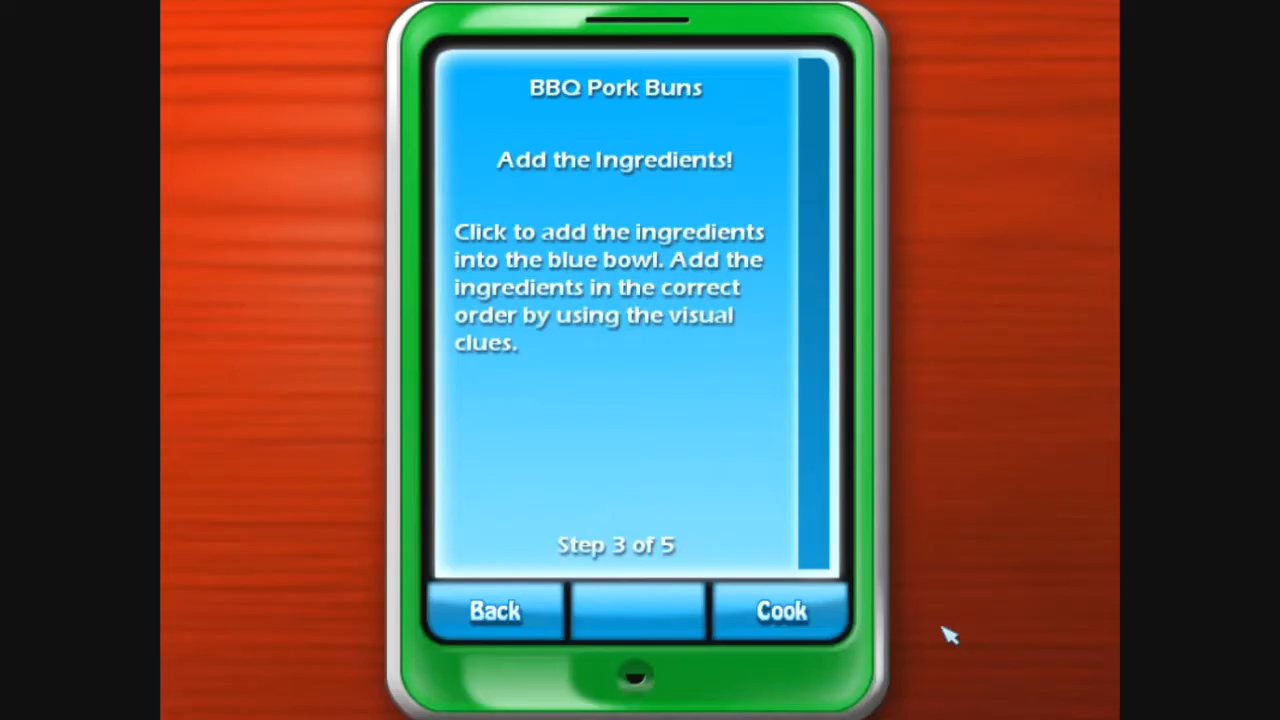 BBQ Pork Buns
Add the Ingredients!
Click to add the ingredients
into the blue bowl. Add the
ingredients in the correct
order by using the visual
clues.
Step 3 of 5
Back
Cook